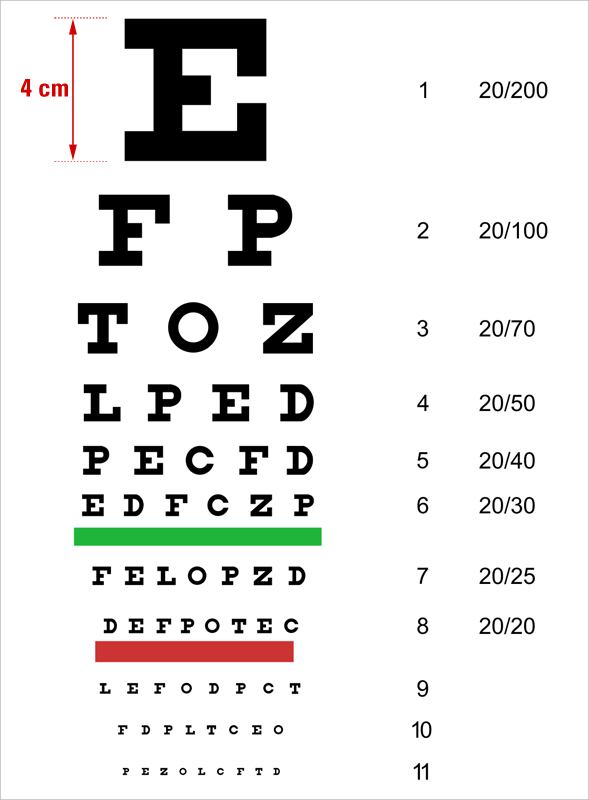 4 cm
E 1 20/200
F P 2 20/100
T O Z 3 20/70
L P E D 4 20/50
P E C F D 5 20/40
E D F C Z P 6 20/30
F E L O P Z D 7 20/25
D E F P O T E C 8 20/20
L E F O D P C T 9
F D P L T C E O 10
P E Z O L C F T D 11